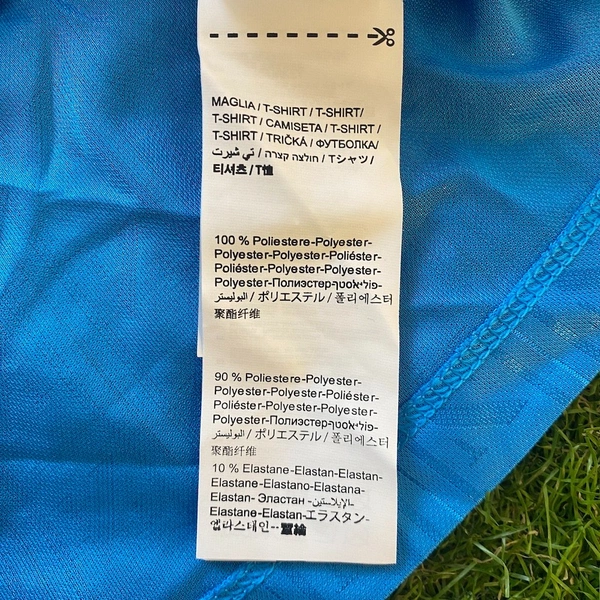 MAGLIA / T-SHIRT / T-SHIRT/
T-SHIRT / CAMISETA / T-SHIRT /
T-SHIRT / TRIČKÁ / ФУТБОЛКА/
تي شيرت / חולצה קצרה / Tシャツ /
티셔츠 / T恤
100 % Poliestere-Polyester-
Polyester-Polyester-Poliéster-
Poliéster-Polyester-Polyester-
Polyester-Полиэстер-פוליאסטר
البوليستر / ポリエステル / 폴리에스터
聚酯纤维
90 % Poliestere-Polyester-
Polyester-Polyester-Poliéster-
Poliéster-Polyester-Polyester-
Polyester-Полиэстер-פוליאסטר
البوليستر / ポリエステル / 폴리에스터
聚酯纤维
10 % Elastane-Elastan-Elastan-
Elastane-Elastano-Elastana-
Elastan- Эластан -الإيلاستين-
Elastane-Elastan-エラスタン-
엘라스테인--